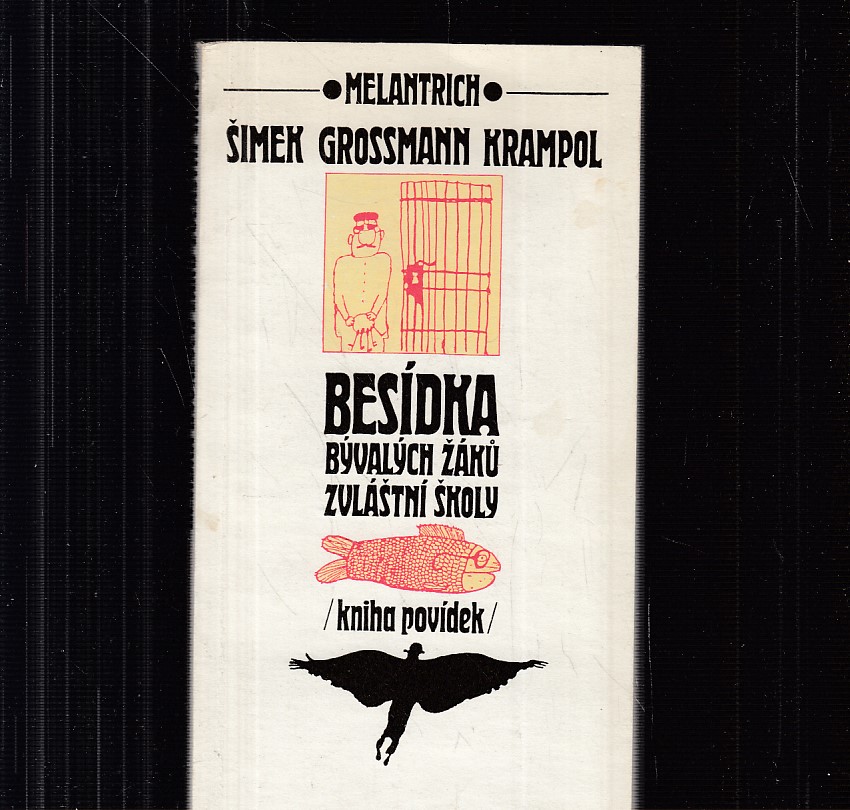 MELANTRICH
ŠIMEK GROSSMANN KRAMPOL
BESÍDKA
BÝVALÝCH ŽÁKŮ
ZVLÁŠTNÍ ŠKOLY
/kniha povídek/